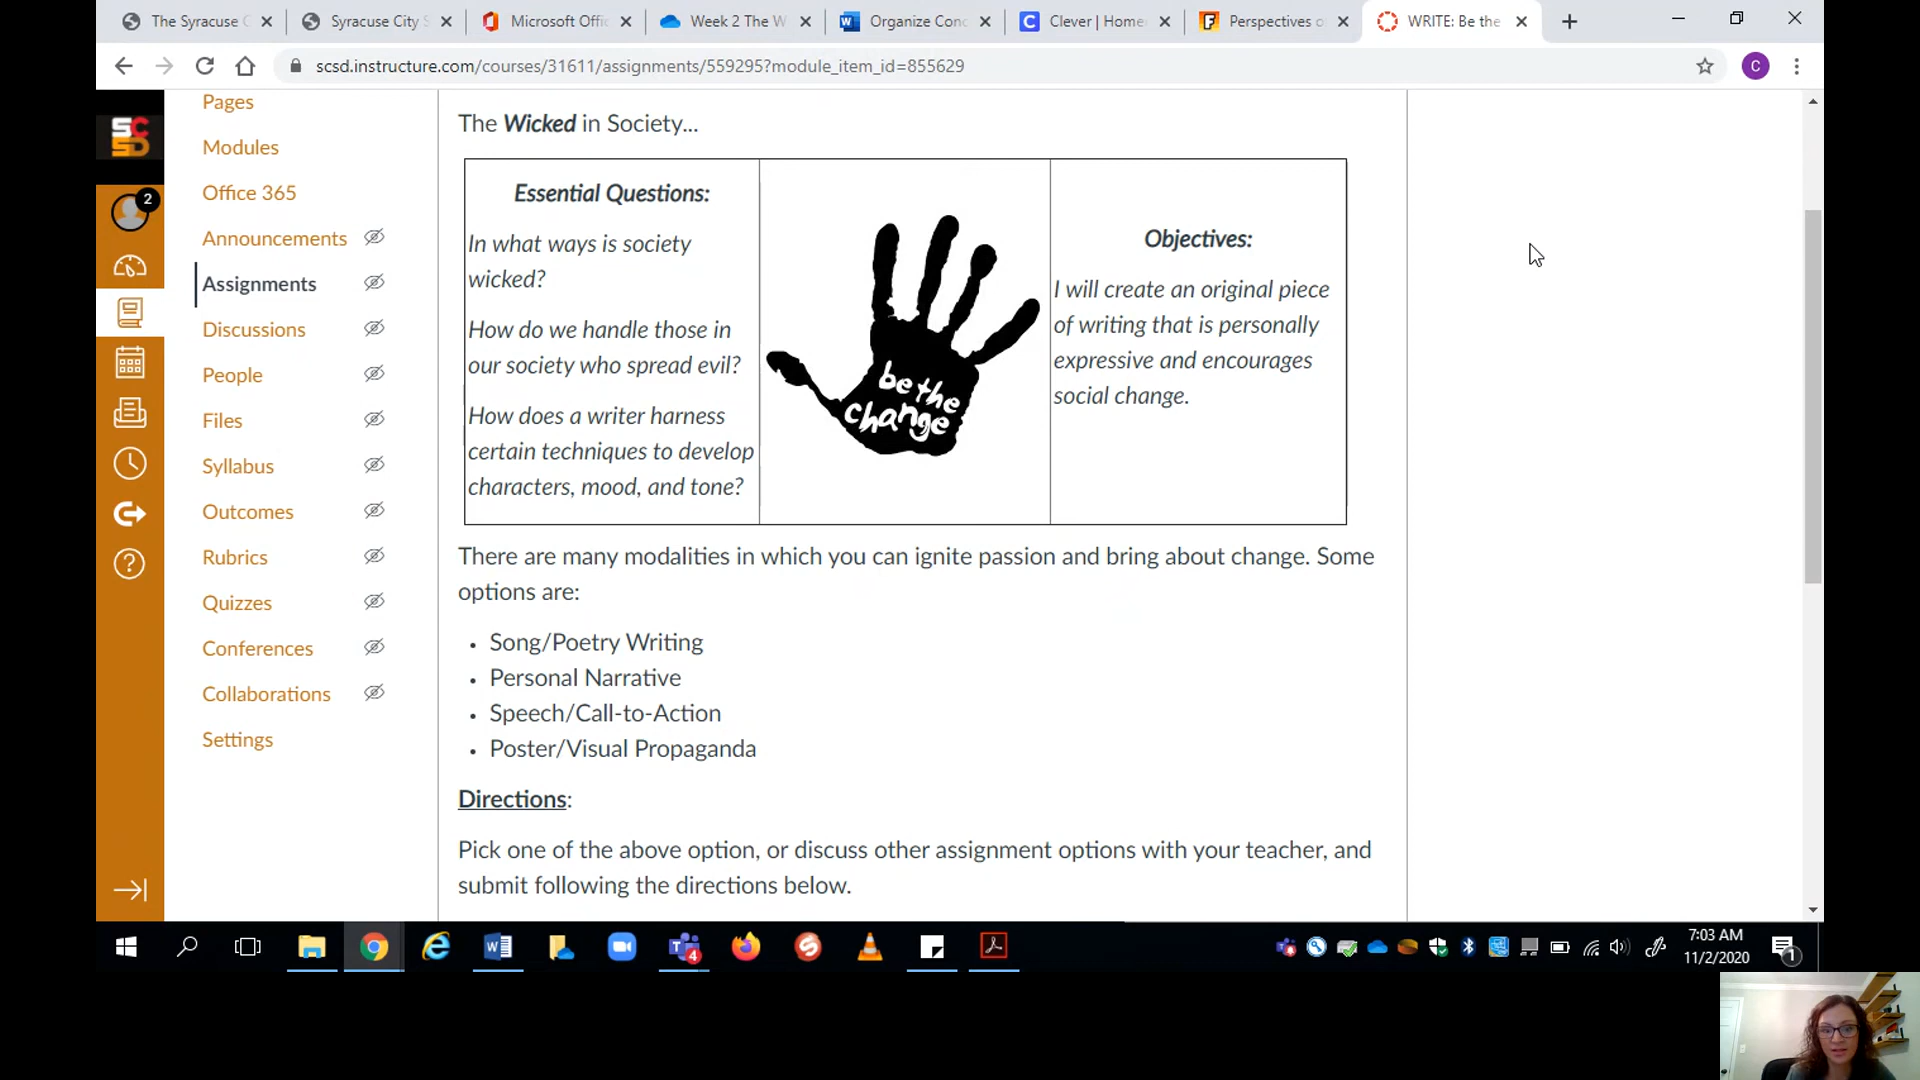 The Syracuse C
Syracuse City S
Microsoft Offic
Week 2 The W
Organize Conc
Clever | Home
Perspectives o
WRITE: Be the
scsd.instructure.com/courses/31611/assignments/559295?module_item_id=855629
C
SC
SD
2
Pages
Modules
Office 365
Announcements
Assignments
Discussions
People
Files
Syllabus
Outcomes
Rubrics
Quizzes
Conferences
Collaborations
Settings
The Wicked in Society...
Essential Questions:
In what ways is society
wicked?
How do we handle those in
our society who spread evil?
How does a writer harness
certain techniques to develop
characters, mood, and tone?
be the
change
Objectives:
I will create an original piece
of writing that is personally
expressive and encourages
social change.
There are many modalities in which you can ignite passion and bring about change. Some
options are:
Song/Poetry Writing
Personal Narrative
Speech/Call-to-Action
Poster/Visual Propaganda
Directions:
Pick one of the above option, or discuss other assignment options with your teacher, and
submit following the directions below.
4
7:03 AM
11/2/2020
1